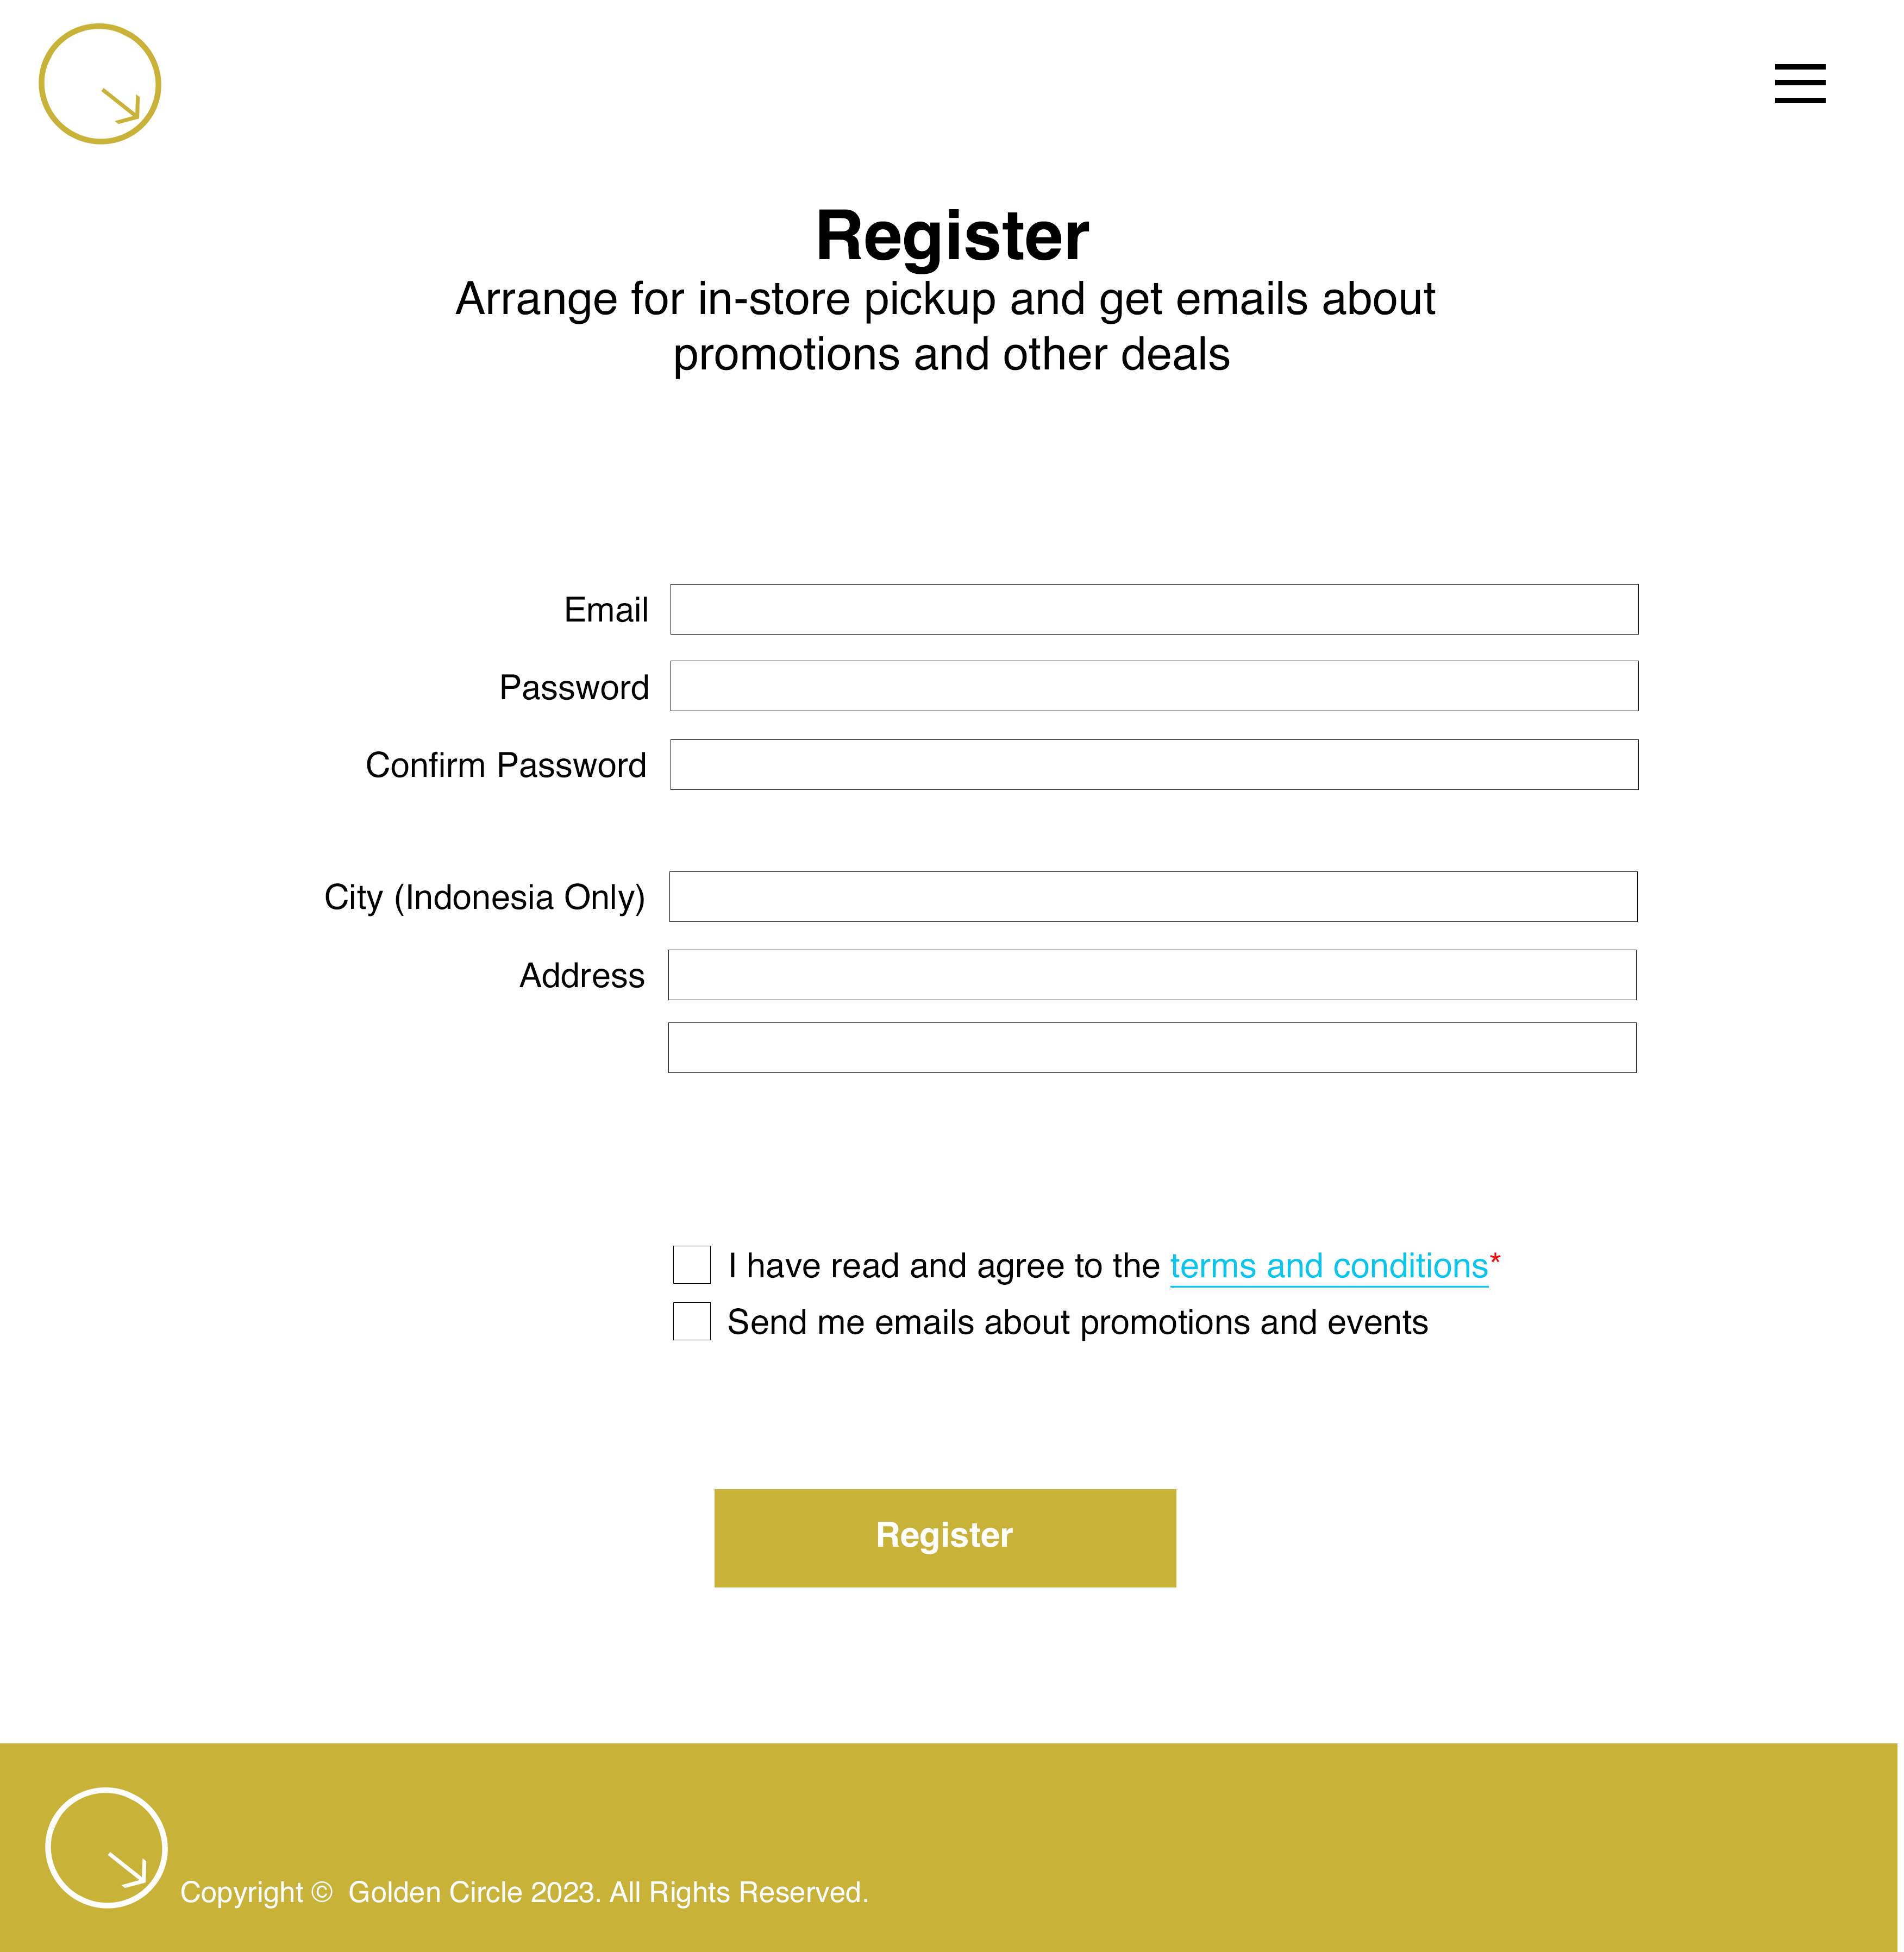 Register
Arrange for in-store pickup and get emails about
promotions and other deals
Email
Password
Confirm Password
City (Indonesia Only)
Address
I have read and agree to the terms and conditions*
Send me emails about promotions and events
Register
Copyright © Golden Circle 2023. All Rights Reserved.